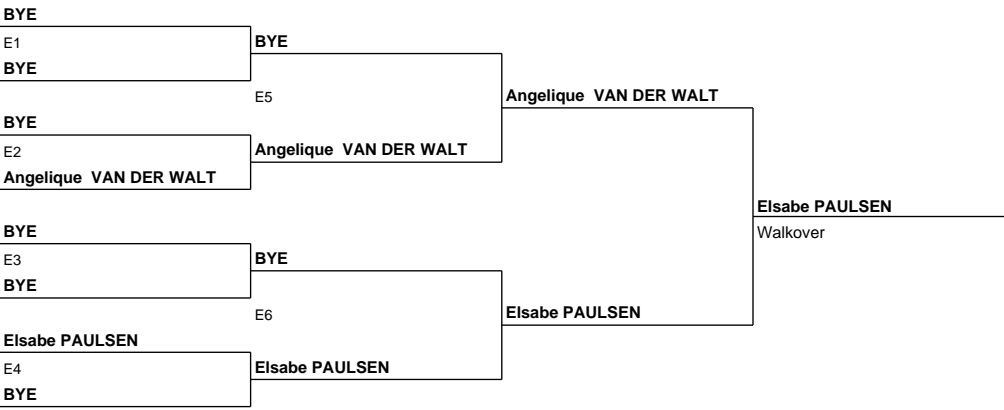 BYE
E1
BYE
BYE
E5
Angelique  VAN DER WALT
BYE
E2
Angelique  VAN DER WALT
Angelique  VAN DER WALT
Elsabe PAULSEN
Walkover
BYE
E3
BYE
BYE
E6
Elsabe PAULSEN
Elsabe PAULSEN
E4
Elsabe PAULSEN
BYE